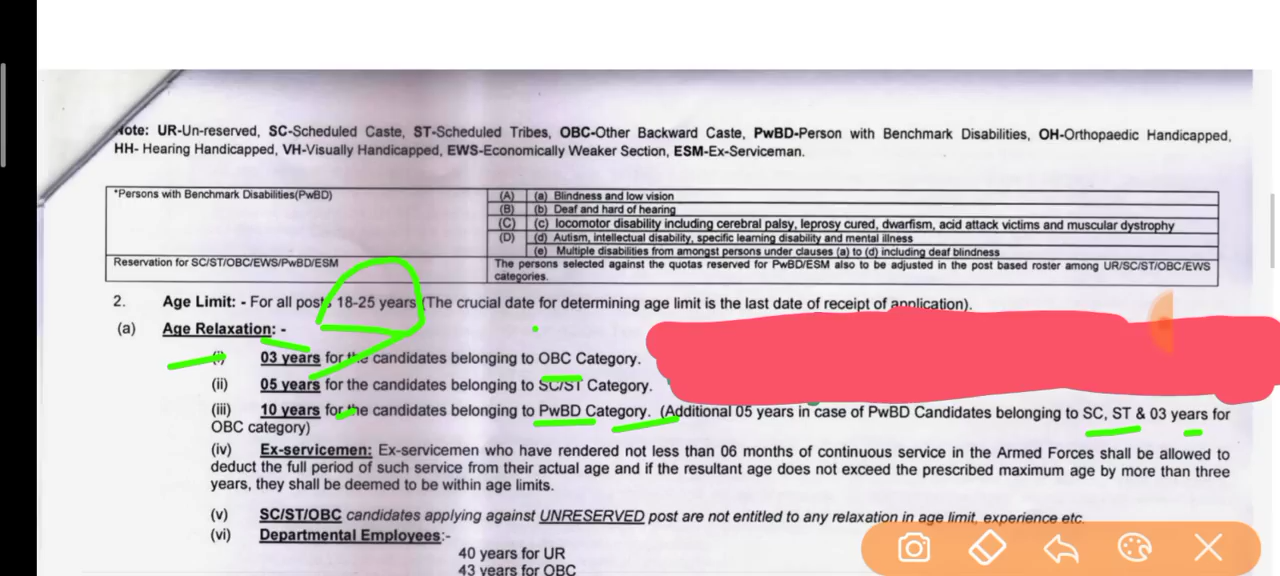 Note: UR-Un-reserved, SC-Scheduled Caste, ST-Scheduled Tribes, OBC-Other Backward Caste, PwBD-Person with Benchmark Disabilities, OH-Orthopaedic Handicapped,
HH- Hearing Handicapped, VH-Visually Handicapped, EWS-Economically Weaker Section, ESM-Ex-Serviceman.
*Persons with Benchmark Disabilities(PwBD) (A) (a) Blindness and low vision
(B) (b) Deaf and hard of hearing
(C) (c) locomotor disability including cerebral palsy, leprosy cured, dwarfism, acid attack victims and muscular dystrophy
(D) (d) Autism, intellectual disability, specific learning disability and mental illness
(e) Multiple disabilities from amongst persons under clauses (a) to (d) including deaf blindness
Reservation for SC/ST/OBC/EWS/PwBD/ESM The persons selected against the quotas reserved for PwBD/ESM also to be adjusted in the post based roster among UR/SC/ST/OBC/EWS
categories.
2. Age Limit: - For all posts 18-25 years (The crucial date for determining age limit is the last date of receipt of application).
(a) Age Relaxation: -
(i) 03 years for the candidates belonging to OBC Category.
(ii) 05 years for the candidates belonging to SC/ST Category.
(iii) 10 years for the candidates belonging to PwBD Category. (Additional 05 years in case of PwBD Candidates belonging to SC, ST & 03 years for
OBC category)
(iv) Ex-servicemen: Ex-servicemen who have rendered not less than 06 months of continuous service in the Armed Forces shall be allowed to
deduct the full period of such service from their actual age and if the resultant age does not exceed the prescribed maximum age by more than three
years, they shall be deemed to be within age limits.
(v) SC/ST/OBC candidates applying against UNRESERVED post are not entitled to any relaxation in age limit, experience etc.
(vi) Departmental Employees:-
40 years for UR
43 years for OBC